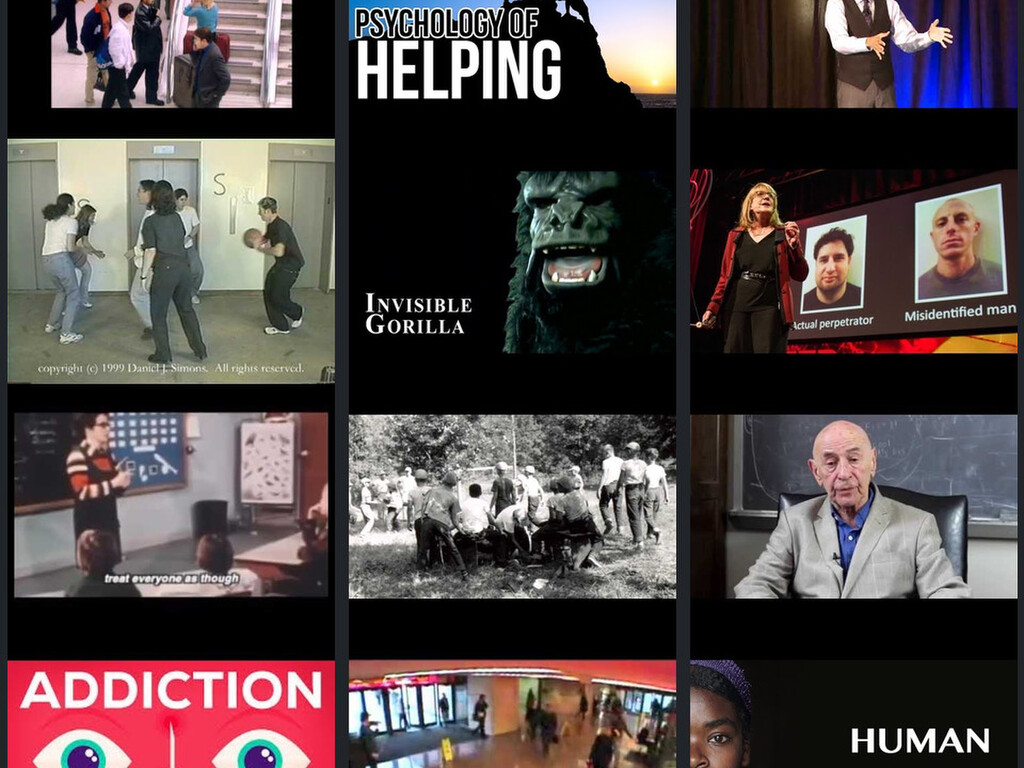 PSYCHOLOGY OF
HELPING
S
copyright (c) 1999 Daniel J. Simons. All rights reserved.
INVISIBLE
GORILLA
Actual perpetrator
Misidentified man
treat everyone as though
ADDICTION
HUMAN